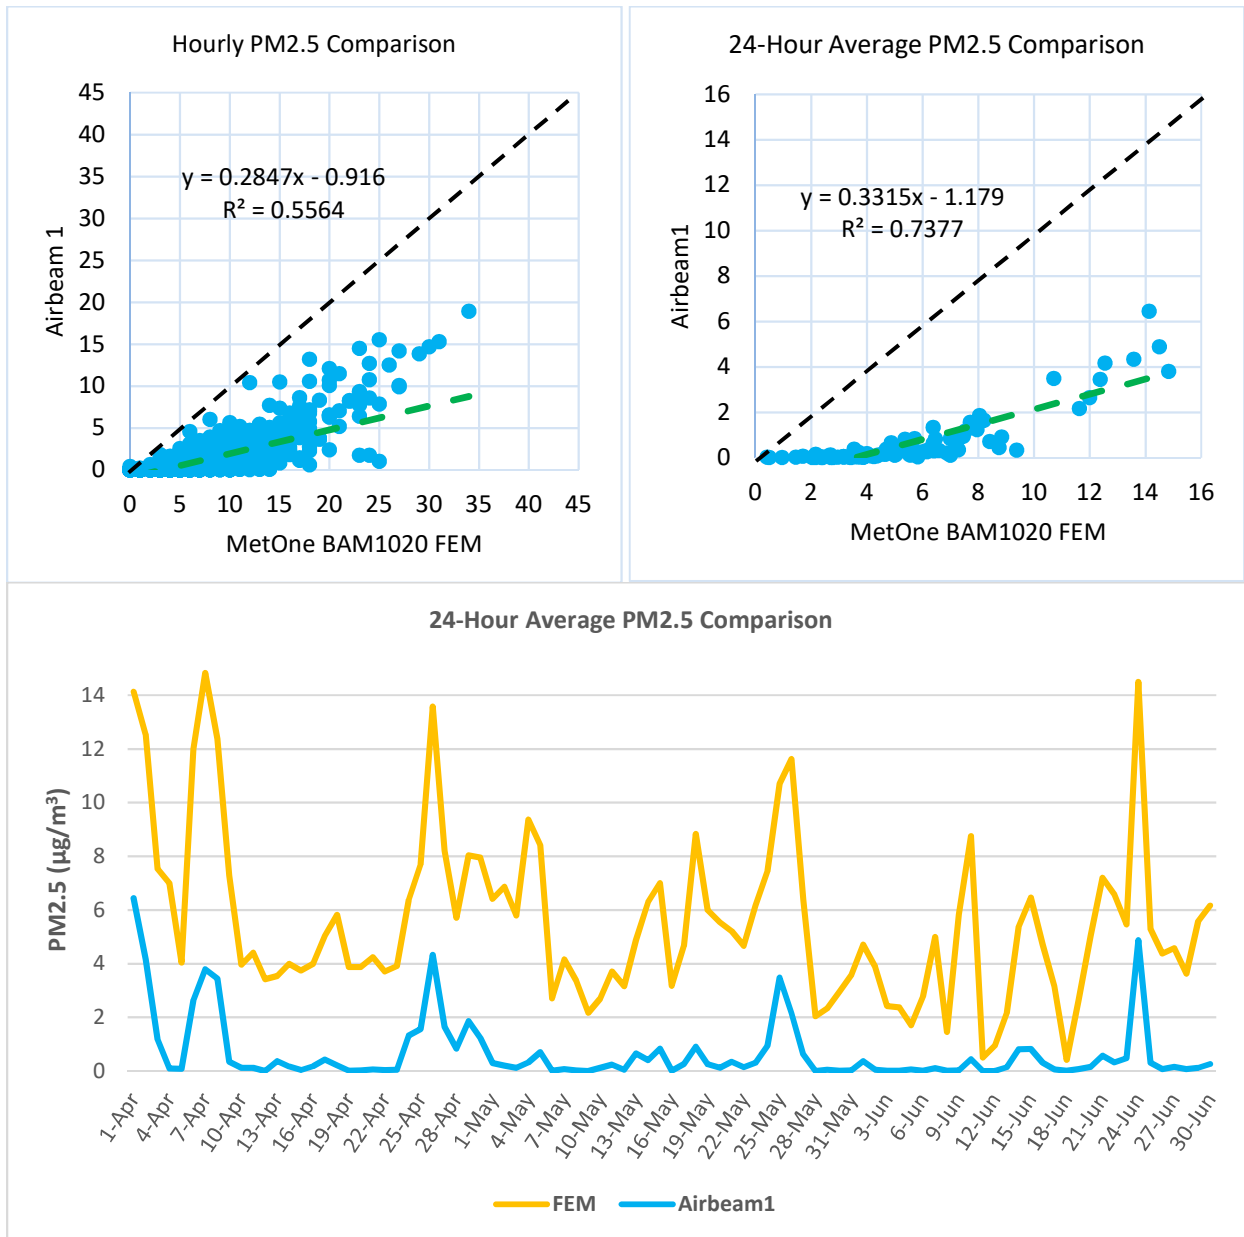 Hourly PM2.5 Comparison
45
40
35
30
25
20
15
10
5
0
Airbeam 1
y = 0.2847x - 0.916
R² = 0.5564
0 5 10 15 20 25 30 35 40 45
MetOne BAM1020 FEM
24-Hour Average PM2.5 Comparison
16
14
12
10
8
6
4
2
0
Airbeam1
y = 0.3315x - 1.179
R² = 0.7377
0 2 4 6 8 10 12 14 16
MetOne BAM1020 FEM
24-Hour Average PM2.5 Comparison
14
12
10
8
6
4
2
0
PM2.5 (µg/m³)
1-Apr 4-Apr 7-Apr 10-Apr 13-Apr 16-Apr 19-Apr 22-Apr 25-Apr 28-Apr 1-May 4-May 7-May 10-May 13-May 16-May 19-May 22-May 25-May 28-May 31-May 3-Jun 6-Jun 9-Jun 12-Jun 15-Jun 18-Jun 21-Jun 24-Jun 27-Jun 30-Jun
FEM Airbeam1